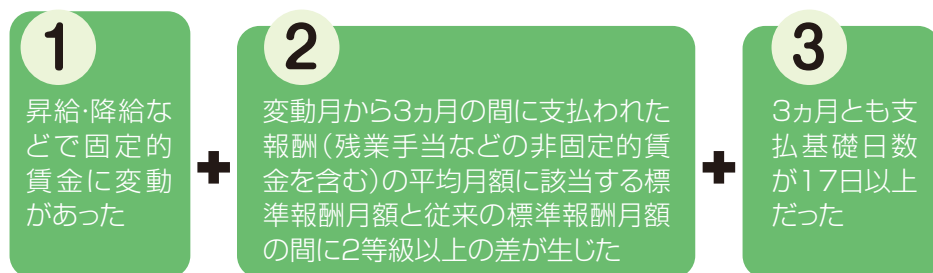 1
昇給・降給な
どで固定的
賃金に変動
があった
+
2
変動月から3ヵ月の間に支払われた
報酬(残業手当などの非固定的賃
金を含む)の平均月額に該当する標
準報酬月額と従来の標準報酬月額
の間に2等級以上の差が生じた
+
3
3ヵ月とも支
払基礎日数
が17日以上
だった